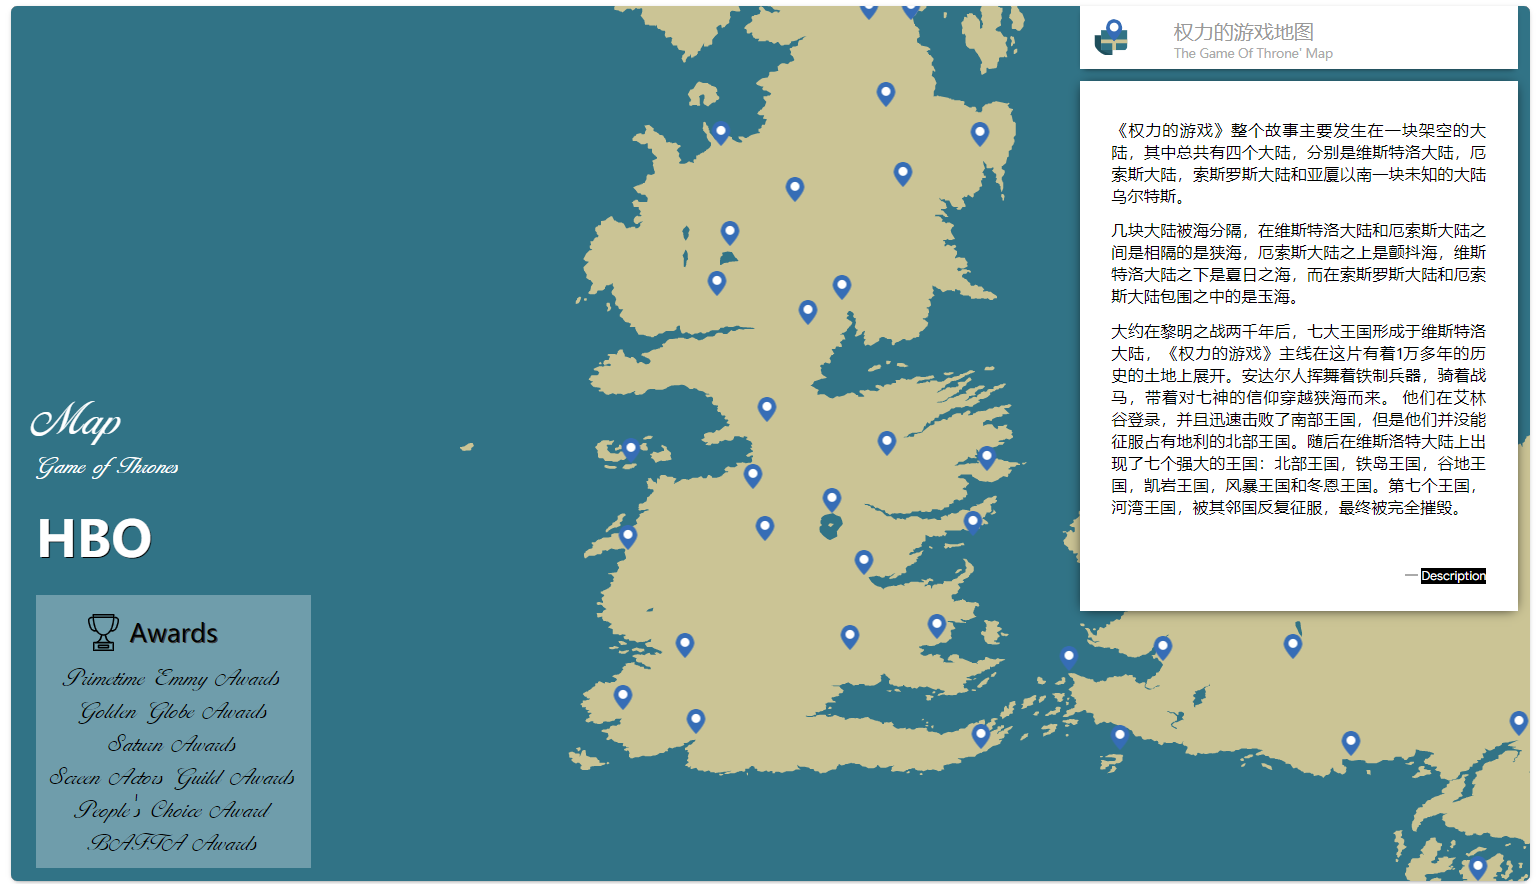 权力的游戏地图
The Game Of Throne' Map
《权力的游戏》整个故事主要发生在一块架空的大
陆，其中总共有四个大陆，分别是维斯特洛大陆，厄
索斯大陆，索斯罗斯大陆和亚厦以南一块未知的大陆
乌尔特斯。
几块大陆被海分隔，在维斯特洛大陆和厄索斯大陆之
间是相隔的是狭海，厄索斯大陆之上是颤抖海，维斯
特洛大陆之下是夏日之海，而在索斯罗斯大陆和厄索
斯大陆包围之中的是玉海。
大约在黎明之战两千年后，七大王国形成于维斯特洛
大陆，《权力的游戏》主线在这片有着1万多年的历
史的土地上展开。安达尔人挥舞着铁制兵器，骑着战
马，带着对七神的信仰穿越狭海而来。 他们在艾林
谷登录，并且迅速击败了南部王国，但是他们并没能
征服占有地利的北部王国。随后在维斯洛特大陆上出
现了七个强大的王国：北部王国，铁岛王国，谷地王
国，凯岩王国，风暴王国和冬恩王国。第七个王国，
河湾王国，被其邻国反复征服，最终被完全摧毁。
— Description
Map
Game of Thrones
HBO
Awards
Primetime Emmy Awards
Golden Globe Awards
Saturn Awards
Screen Actors Guild Awards
People's Choice Award
BAFTA Awards